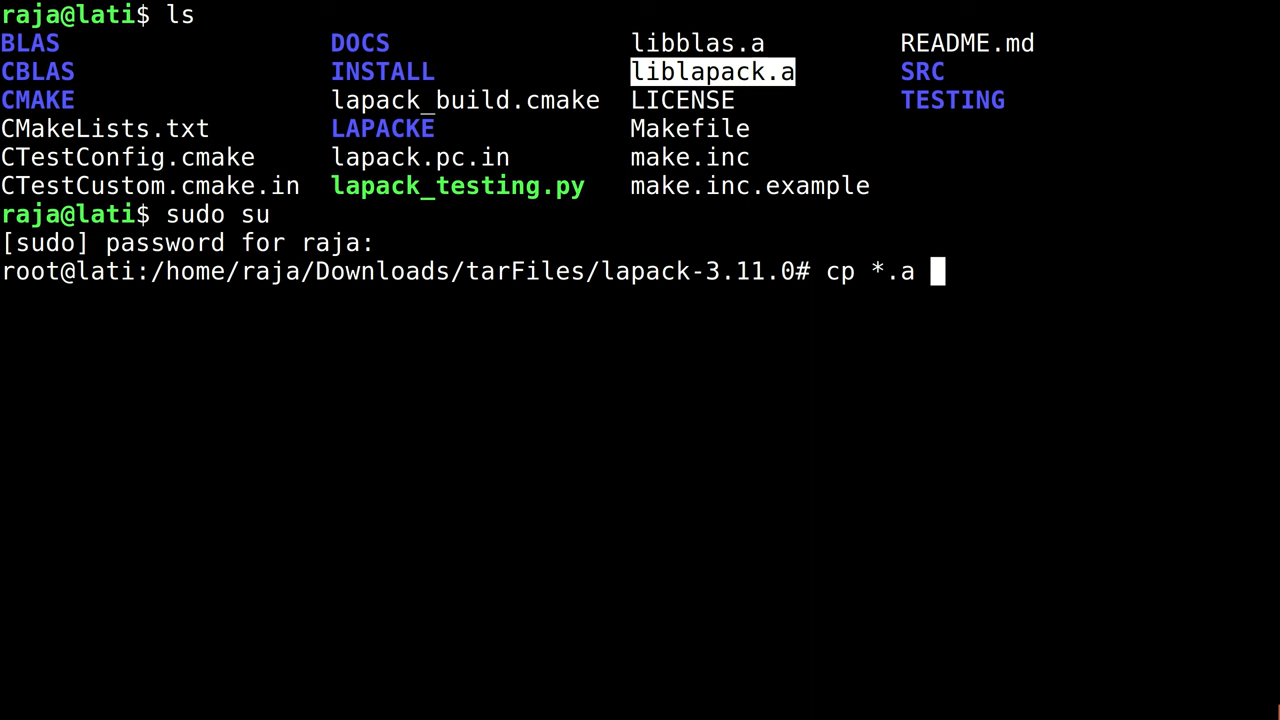 raja@lati$ ls
BLAS DOCS libblas.a README.md
CBLAS INSTALL liblapack.a SRC
CMAKE lapack_build.cmake LICENSE TESTING
CMakeLists.txt LAPACKE Makefile
CTestConfig.cmake lapack.pc.in make.inc
CTestCustom.cmake.in lapack_testing.py make.inc.example
raja@lati$ sudo su
[sudo] password for raja:
root@lati:/home/raja/Downloads/tarFiles/lapack-3.11.0# cp *.a